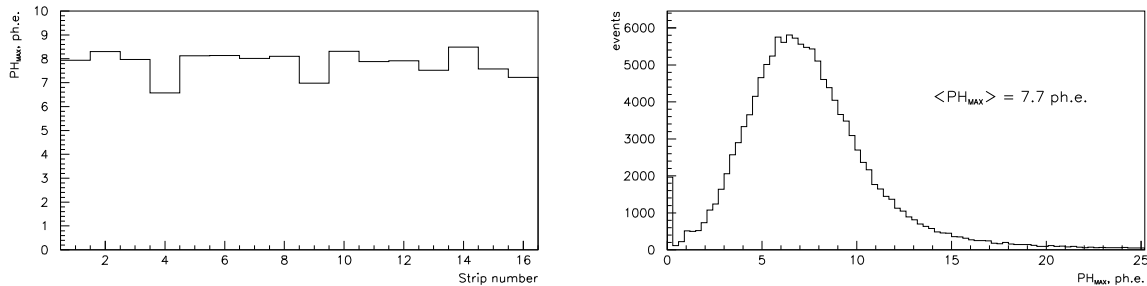 PH_MAX, ph.e.
10
9
8
7
6
5
4
3
2
1
0
2 4 6 8 10 12 14 16
Strip number
events
6000
5000
4000
3000
2000
1000
0
<PH_MAX> = 7.7 ph.e.
0 5 10 15 20 25
PH_MAX, ph.e.